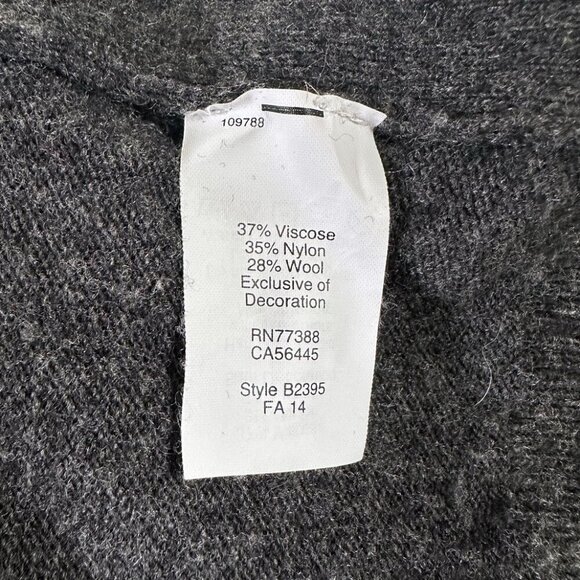 109788
37% Viscose
35% Nylon
28% Wool
Exclusive of
Decoration
RN77388
CA56445
Style B2395
FA 14